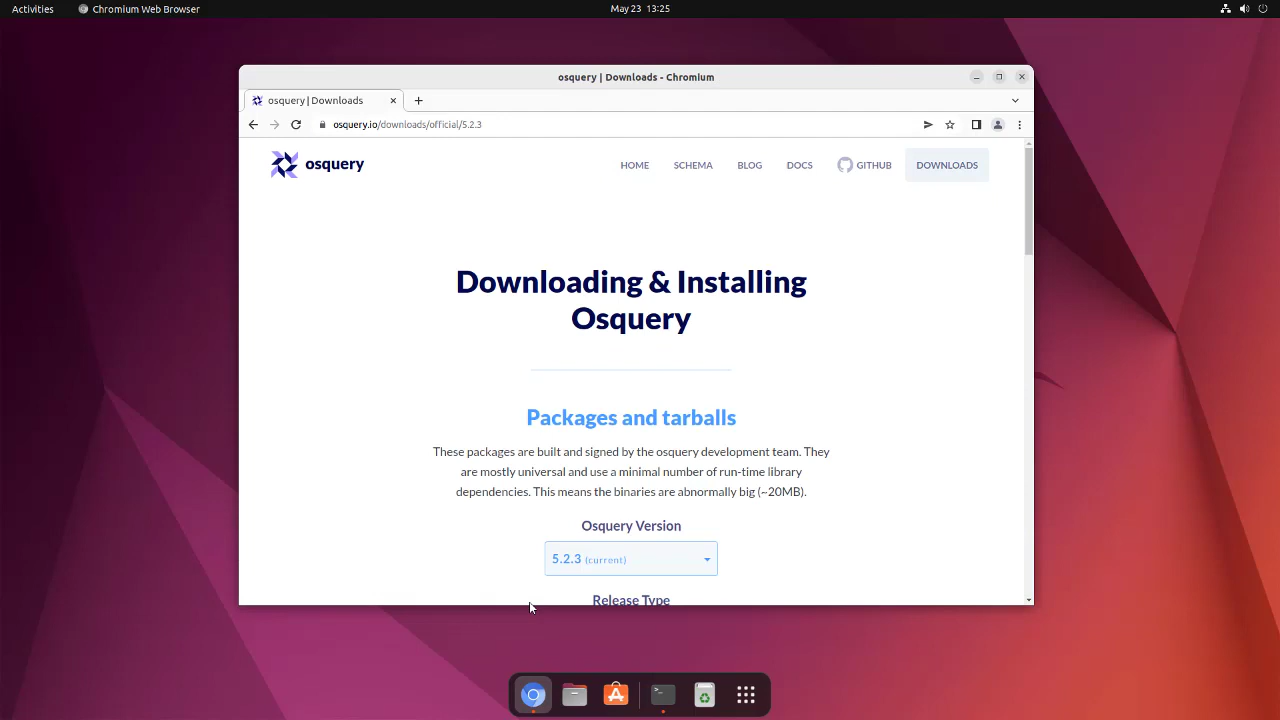 Activities
Chromium Web Browser
May 23 13:25
osquery | Downloads - Chromium
osquery | Downloads
osquery.io/downloads/official/5.2.3
osquery
HOME
SCHEMA
BLOG
DOCS
GITHUB
DOWNLOADS
Downloading & Installing
Osquery
Packages and tarballs
These packages are built and signed by the osquery development team. They
are mostly universal and use a minimal number of run-time library
dependencies. This means the binaries are abnormally big (~20MB).
Osquery Version
5.2.3 (current)
Release Type